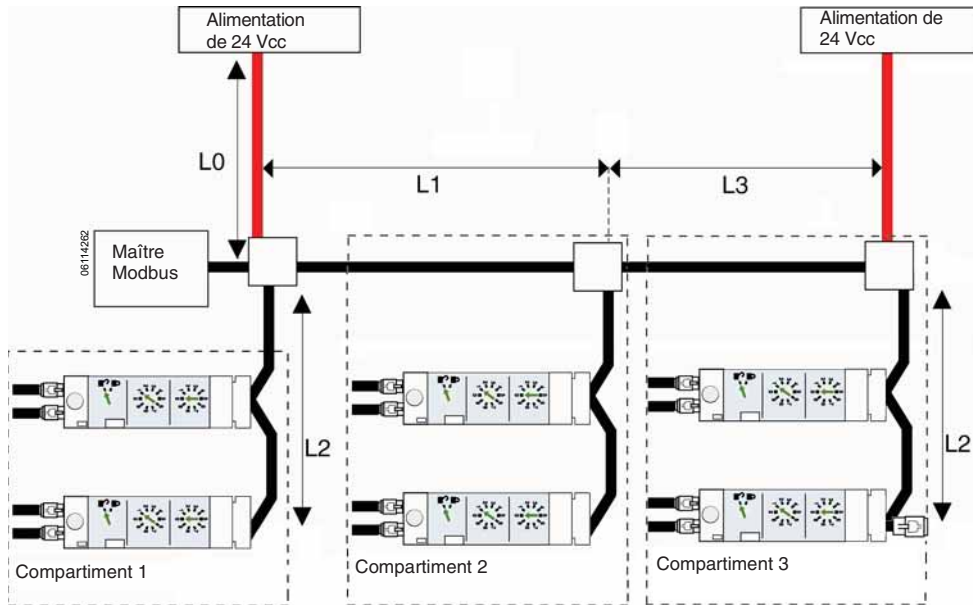 Alimentation
de 24 Vcc
Alimentation de
24 Vcc
L0
L1
L3
06114262
Maître
Modbus
L2
L2
Compartiment 1
Compartiment 2
Compartiment 3